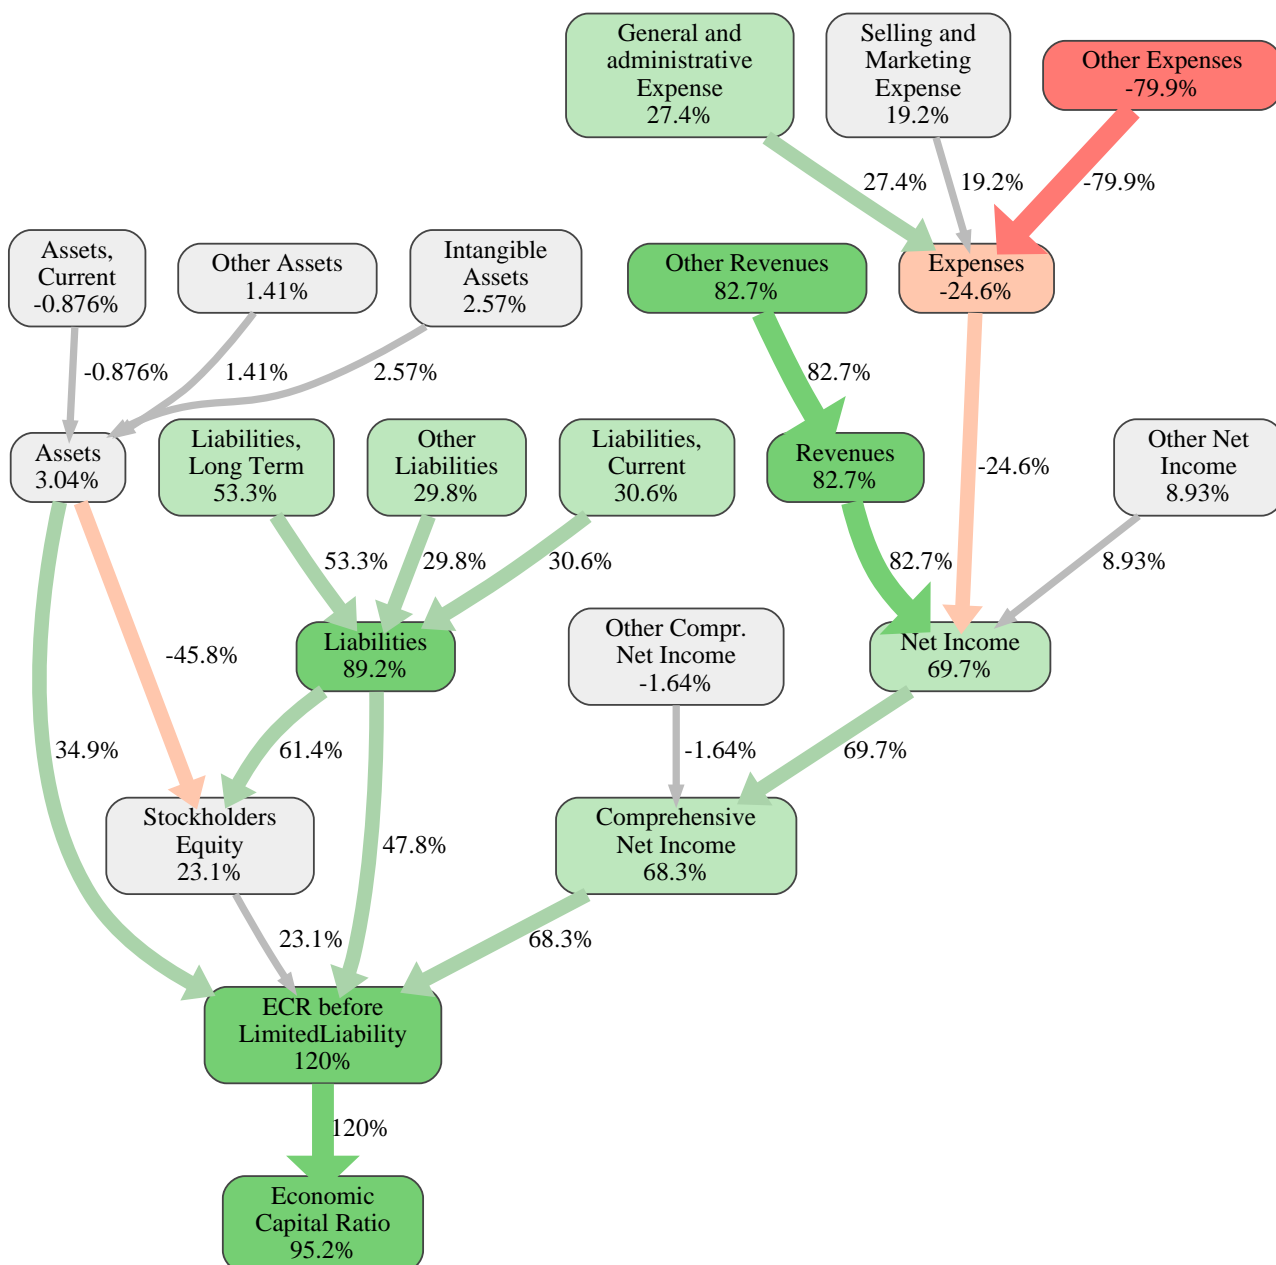 General and
administrative
Expense
27.4%
Selling and
Marketing
Expense
19.2%
Other Expenses
-79.9%
27.4%
19.2%
-79.9%
Assets,
Current
-0.876%
Other Assets
1.41%
Intangible
Assets
2.57%
Other Revenues
82.7%
Expenses
-24.6%
-0.876%
1.41%
2.57%
82.7%
-24.6%
Assets
3.04%
Liabilities,
Long Term
53.3%
Other
Liabilities
29.8%
Liabilities,
Current
30.6%
Revenues
82.7%
Other Net
Income
8.93%
53.3%
29.8%
30.6%
82.7%
8.93%
-45.8%
Liabilities
89.2%
Other Compr.
Net Income
-1.64%
Net Income
69.7%
34.9%
61.4%
-1.64%
69.7%
Stockholders
Equity
23.1%
47.8%
Comprehensive
Net Income
68.3%
23.1%
68.3%
ECR before
LimitedLiability
120%
120%
Economic
Capital Ratio
95.2%